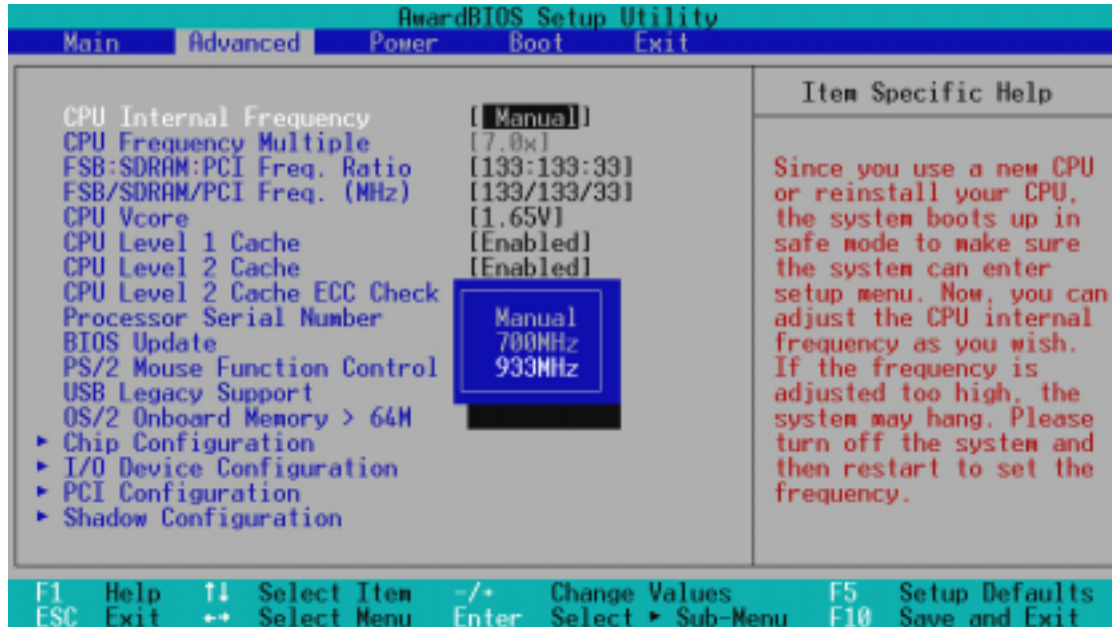 AwardBIOS Setup Utility
Main Advanced Power Boot Exit
CPU Internal Frequency [ Manual]
CPU Frequency Multiple [7.0x]
FSB:SDRAM:PCI Freq. Ratio [133:133:33]
FSB/SDRAM/PCI Freq. (MHz) [133/133/33]
CPU Vcore [1.65V]
CPU Level 1 Cache [Enabled]
CPU Level 2 Cache [Enabled]
CPU Level 2 Cache ECC Check
Processor Serial Number
BIOS Update
PS/2 Mouse Function Control
USB Legacy Support
OS/2 Onboard Memory > 64M
Chip Configuration
I/O Device Configuration
PCI Configuration
Shadow Configuration
Manual
700MHz
933MHz
Item Specific Help
Since you use a new CPU
or reinstall your CPU,
the system boots up in
safe mode to make sure
the system can enter
setup menu. Now, you can
adjust the CPU internal
frequency as you wish.
If the frequency is
adjusted too high, the
system may hang. Please
turn off the system and
then restart to set the
frequency.
F1 Help ↑↓ Select Item -/+ Change Values F5 Setup Defaults
ESC Exit ←→ Select Menu Enter Select ► Sub-Menu F10 Save and Exit